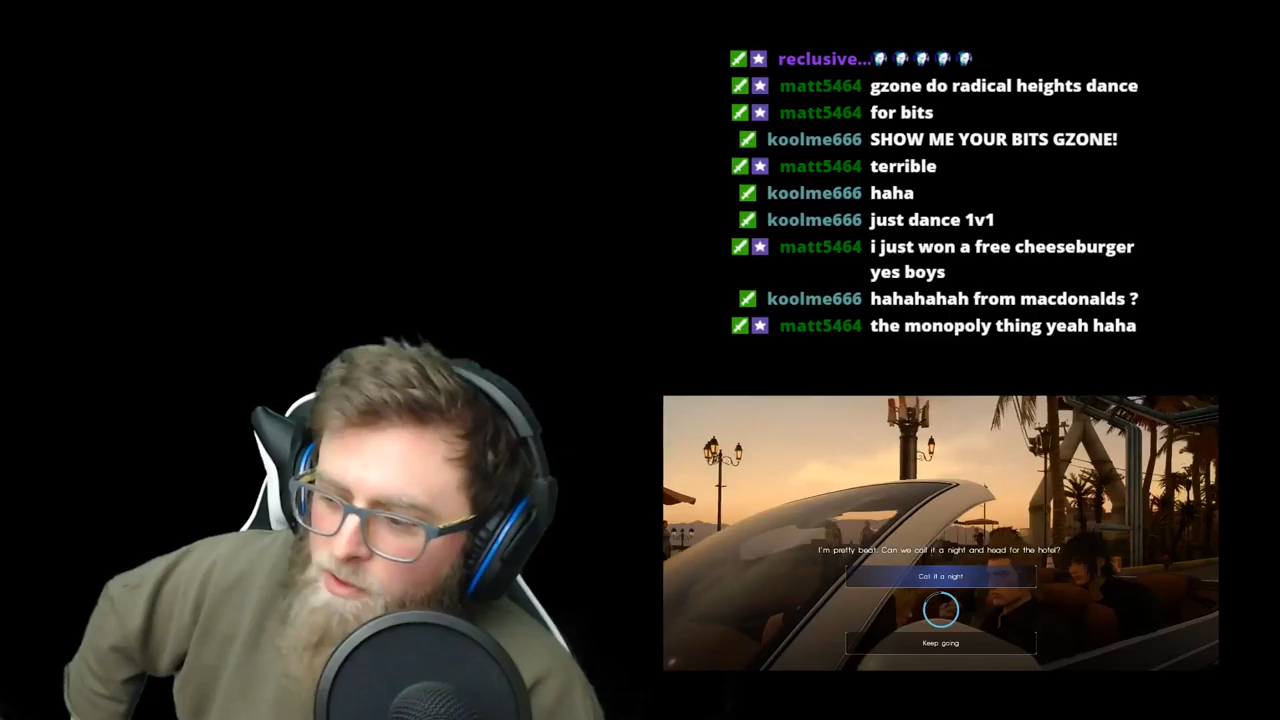 reclusive...
matt5464 gzone do radical heights dance
matt5464 for bits
koolme666 SHOW ME YOUR BITS GZONE!
matt5464 terrible
koolme666 haha
koolme666 just dance 1v1
matt5464 i just won a free cheeseburger
yes boys
koolme666 hahahahah from macdonalds ?
matt5464 the monopoly thing yeah haha
I'm pretty beat. Can we call it a night and head for the hotel?
Call it a night
Keep going